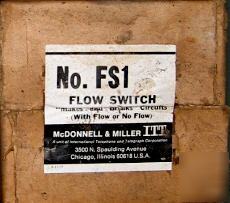 No. FS1
FLOW SWITCH
Makes and Breaks Circuits
(With Flow or No Flow)
McDONNELL & MILLER ITT
A unit of International Telephone and Telegraph Corporation
3500 N. Spaulding Avenue
Chicago, Illinois 60618 U.S.A.